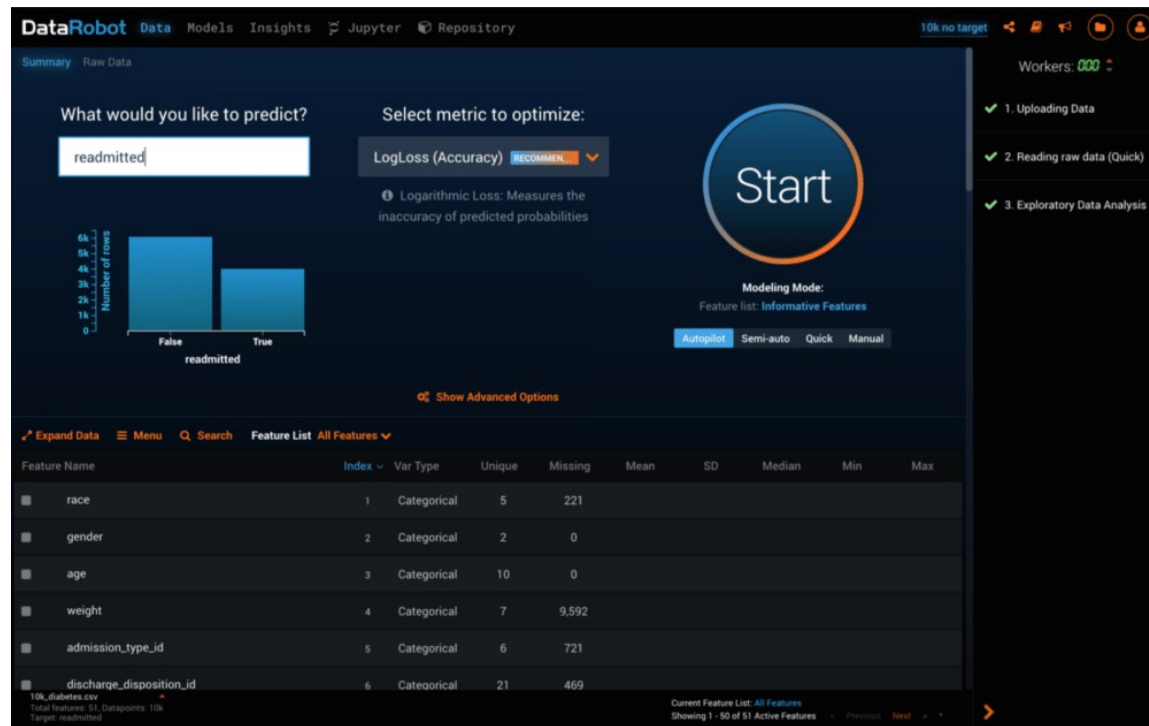 DataRobot Data Models Insights Jupyter Repository 10k no target
Summary Raw Data
Workers: 000
1. Uploading Data
2. Reading raw data (Quick)
3. Exploratory Data Analysis
What would you like to predict?
readmitted
Select metric to optimize:
LogLoss (Accuracy) RECOMMEN...
Logarithmic Loss: Measures the
inaccuracy of predicted probabilities
Start
Number of rows
6k
5k
4k
3k
2k
1k
0
False True
readmitted
Modeling Mode:
Feature list: Informative Features
Autopilot Semi-auto Quick Manual
Show Advanced Options
Expand Data Menu Search Feature List All Features
Feature Name Index Var Type Unique Missing Mean SD Median Min Max
race 1 Categorical 5 221
gender 2 Categorical 2 0
age 3 Categorical 10 0
weight 4 Categorical 7 9,592
admission_type_id 5 Categorical 6 721
discharge_disposition_id 6 Categorical 21 469
10k_diabetes.csv
Total features: 51, Datapoints: 10k
Target: readmitted
Current Feature List: All Features
Showing 1 - 50 of 51 Active Features Previous Next